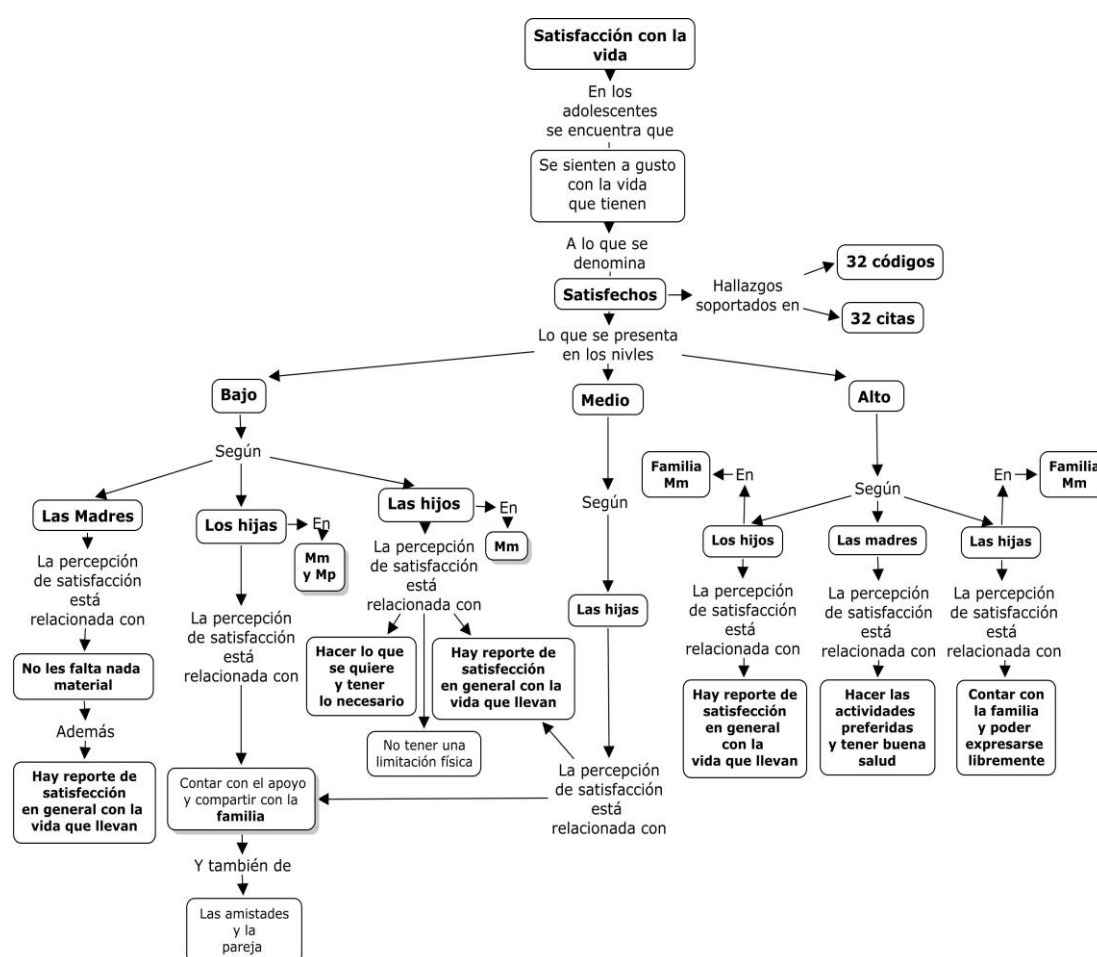 Satisfacción con la
vida
En los
adolescentes
se encuentra que
Se sienten a gusto
con la vida
que tienen
A lo que se
denomina
Satisfechos
Hallazgos
soportados en
32 códigos
32 citas
Lo que se presenta
en los nivles
Bajo
Medio
Alto
Según
Las Madres
La percepción
de satisfacción
está
relacionada con
No les falta nada
material
Además
Hay reporte de
satisfacción
en general con la
vida que llevan
Los hijas
En
Mm
y Mp
La percepción
de satisfacción
está
relacionada con
Contar con el apoyo
y compartir con la
familia
Y también de
Las amistades
y la
pareja
Las hijos
En
Mm
La percepción
de satisfacción
está
relacionada con
Hacer lo que
se quiere
y tener
lo necesario
No tener una
limitación física
Hay reporte de
satisfacción
en general con la
vida que llevan
Según
Las hijas
La percepción
de satisfacción
está
relacionada con
Según
Familia
Mm
En
Los hijos
La percepción
de satisfacción
está
relacionada con
Hay reporte de
satisfacción
en general
con la
vida que llevan
Las madres
La percepción
de satisfacción
está
relacionada con
Hacer las
actividades
preferidas
y tener buena
salud
En
Familia
Mm
Las hijas
La percepción
de satisfacción
está
relacionada con
Contar con
la familia
y poder
expresarse
libremente